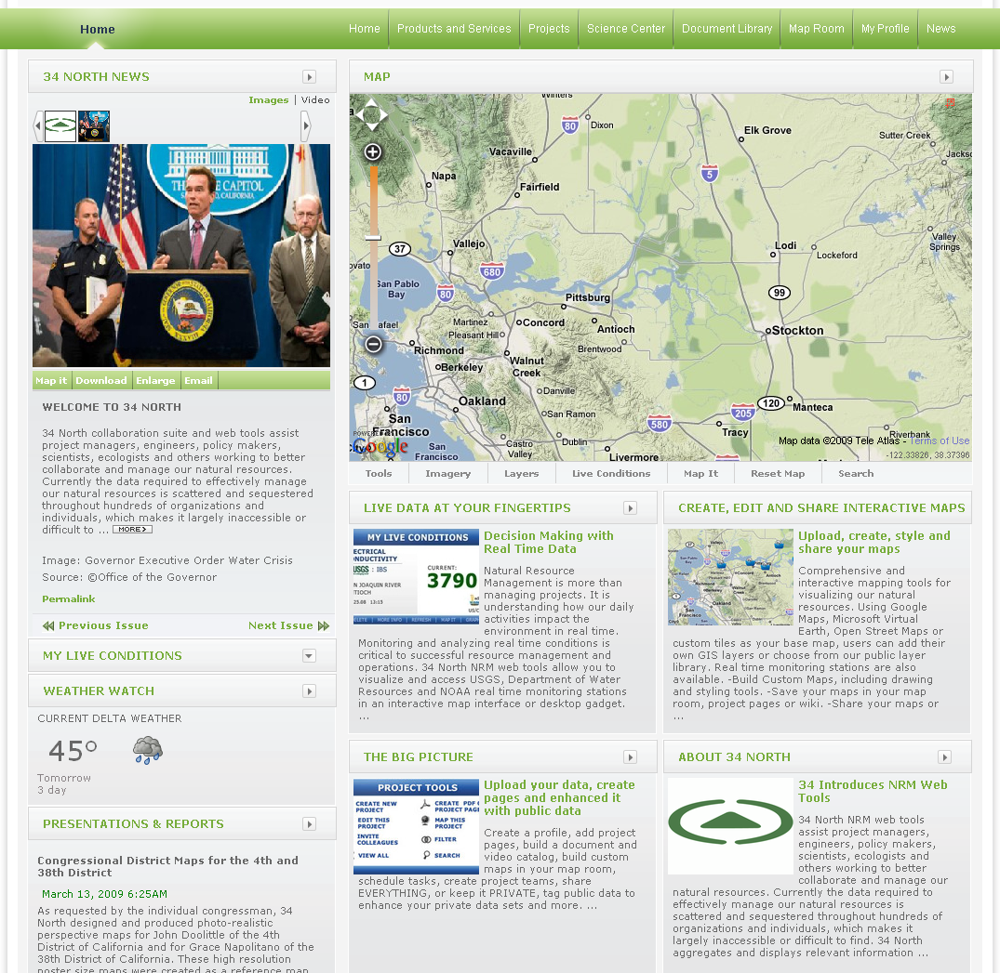 Home
Home
Products and Services
Projects
Science Center
Document Library
Map Room
My Profile
News
34 NORTH NEWS
Images | Video
THE CAPITOL
CALIFORNIA
Map it
Download
Enlarge
Email
WELCOME TO 34 NORTH
34 North collaboration suite and web tools assist
project managers, engineers, policy makers,
scientists, ecologists and others working to better
collaborate and manage our natural resources.
Currently the data required to effectively manage
our natural resources is scattered and sequestered
throughout hundreds of organizations and
individuals, which makes it largely inaccessible or
difficult to ... MORE>
Image: Governor Executive Order Water Crisis
Source: ©Office of the Governor
Permalink
Previous Issue
Next Issue
MY LIVE CONDITIONS
WEATHER WATCH
CURRENT DELTA WEATHER
45°
Tomorrow
3 day
PRESENTATIONS & REPORTS
Congressional District Maps for the 4th and
38th District
March 13, 2009 6:25AM
As requested by the individual congressman, 34
North designed and produced photo-realistic
perspective maps for John Doolittle of the 4th
District of California and for Grace Napolitano of the
38th District of California. These high resolution
poster size maps were created as a reference map
MAP
Winters
80
Dixon
Elk Grove
Sutter Creek
Vacaville
5
Napa
Fairfield
Valley
Springs
37
Vallejo
Lodi
Lockeford
680
San Pablo
Bay
80
99
Pittsburg
Martinez
Concord
Antioch
Stockton
Pleasant Hill
Brentwood
Richmond
Walnut
Creek
Berkeley
1
80
Danville
Oakland
120
Manteca
205
San Ramon
San
Francisco
580
Tracy
Riverbank
POWERED
Google
San
Francisco
Castro
Valley
Dublin
Livermore
Map data ©2009 Tele Atlas - Terms of Use
-122.33826, 38.37396
Tools
Imagery
Layers
Live Conditions
Map It
Reset Map
Search
LIVE DATA AT YOUR FINGERTIPS
MY LIVE CONDITIONS
ECTRICAL
NDUCTIVITY
USGS : IBS
N JOAQUIN RIVER
TIOCH
25.08 13:15
CURRENT:
3790
DELETE | MORE INFO | REFRESH | MAP IT | GRAPH
Decision Making with
Real Time Data
Natural Resource
Management is more than
managing projects. It is
understanding how our daily
activities impact the
environment in real time.
Monitoring and analyzing real time conditions is
critical to successful resource management and
operations. 34 North NRM web tools allow you to
visualize and access USGS, Department of Water
Resources and NOAA real time monitoring stations
in an interactive map interface or desktop gadget.
...
CREATE, EDIT AND SHARE INTERACTIVE MAPS
Upload, create, style and
share your maps
Comprehensive and
interactive mapping tools for
visualizing our natural
resources. Using Google
Maps, Microsoft Virtual
Earth, Open Street Maps or
custom tiles as your base map, users can add their
own GIS layers or choose from our public layer
library. Real time monitoring stations are also
available. -Build Custom Maps, including drawing
and styling tools. -Save your maps in your map
room, project pages or wiki. -Share your maps or
...
THE BIG PICTURE
PROJECT TOOLS
CREATE NEW
PROJECT
EDIT THIS
PROJECT
INVITE
COLLEAGUES
VIEW ALL
CREATE PDF O
PROJECT PAGE
MAP THIS
PROJECT
FILTER
SEARCH
Upload your data, create
pages and enhanced it
with public data
Create a profile, add project
pages, build a document and
video catalog, build custom
maps in your map room,
schedule tasks, create project teams, share
EVERYTHING, or keep it PRIVATE, tag public data to
enhance your private data sets and more. ...
ABOUT 34 NORTH
34 Introduces NRM Web
Tools
34 North NRM web tools
assist project managers,
engineers, policy makers,
scientists, ecologists and
others working to better
collaborate and manage our
natural resources. Currently the data required to
effectively manage our natural resources is
scattered and sequestered throughout hundreds of
organizations and individuals, which makes it
largely inaccessible or difficult to find. 34 North
aggregates and displays relevant information ...